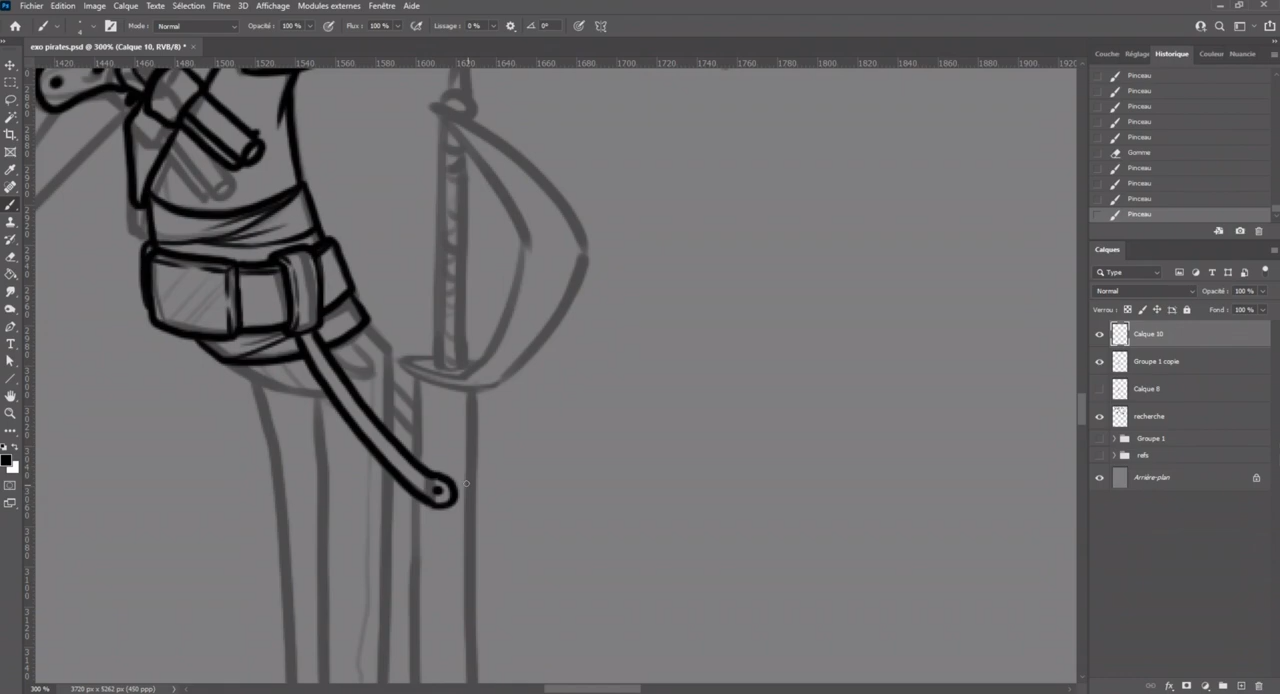 Fichier Edition Image Calque Texte Sélection Filtre 3D Affichage Modules externes Fenêtre Aide
4 Mode : Normal Opacité : 100 % Flux : 100 % Lissage : 0 % 0°
exo pirates.psd @ 300% (Calque 10, RVB/8) * ×
Couche Réglage Historique Couleur Nuancie
1420 1440 1460 1480 1500 1520 1540 1560 1580 1600 1620 1640 1660 1680 1700 1720 1740 1760 1780 1800 1820 1840 1860 1880 1900 1920
Pinceau
Pinceau
Pinceau
Pinceau
Pinceau
Gomme
Pinceau
Pinceau
Pinceau
Pinceau
Calques
Type
Normal Opacité : 100 %
Verrou : Fond : 100 %
Calque 10
Groupe 1 copie
Calque 8
recherche
Groupe 1
refs
Arrière-plan
300 % 3720 px x 5262 px (450 ppp)